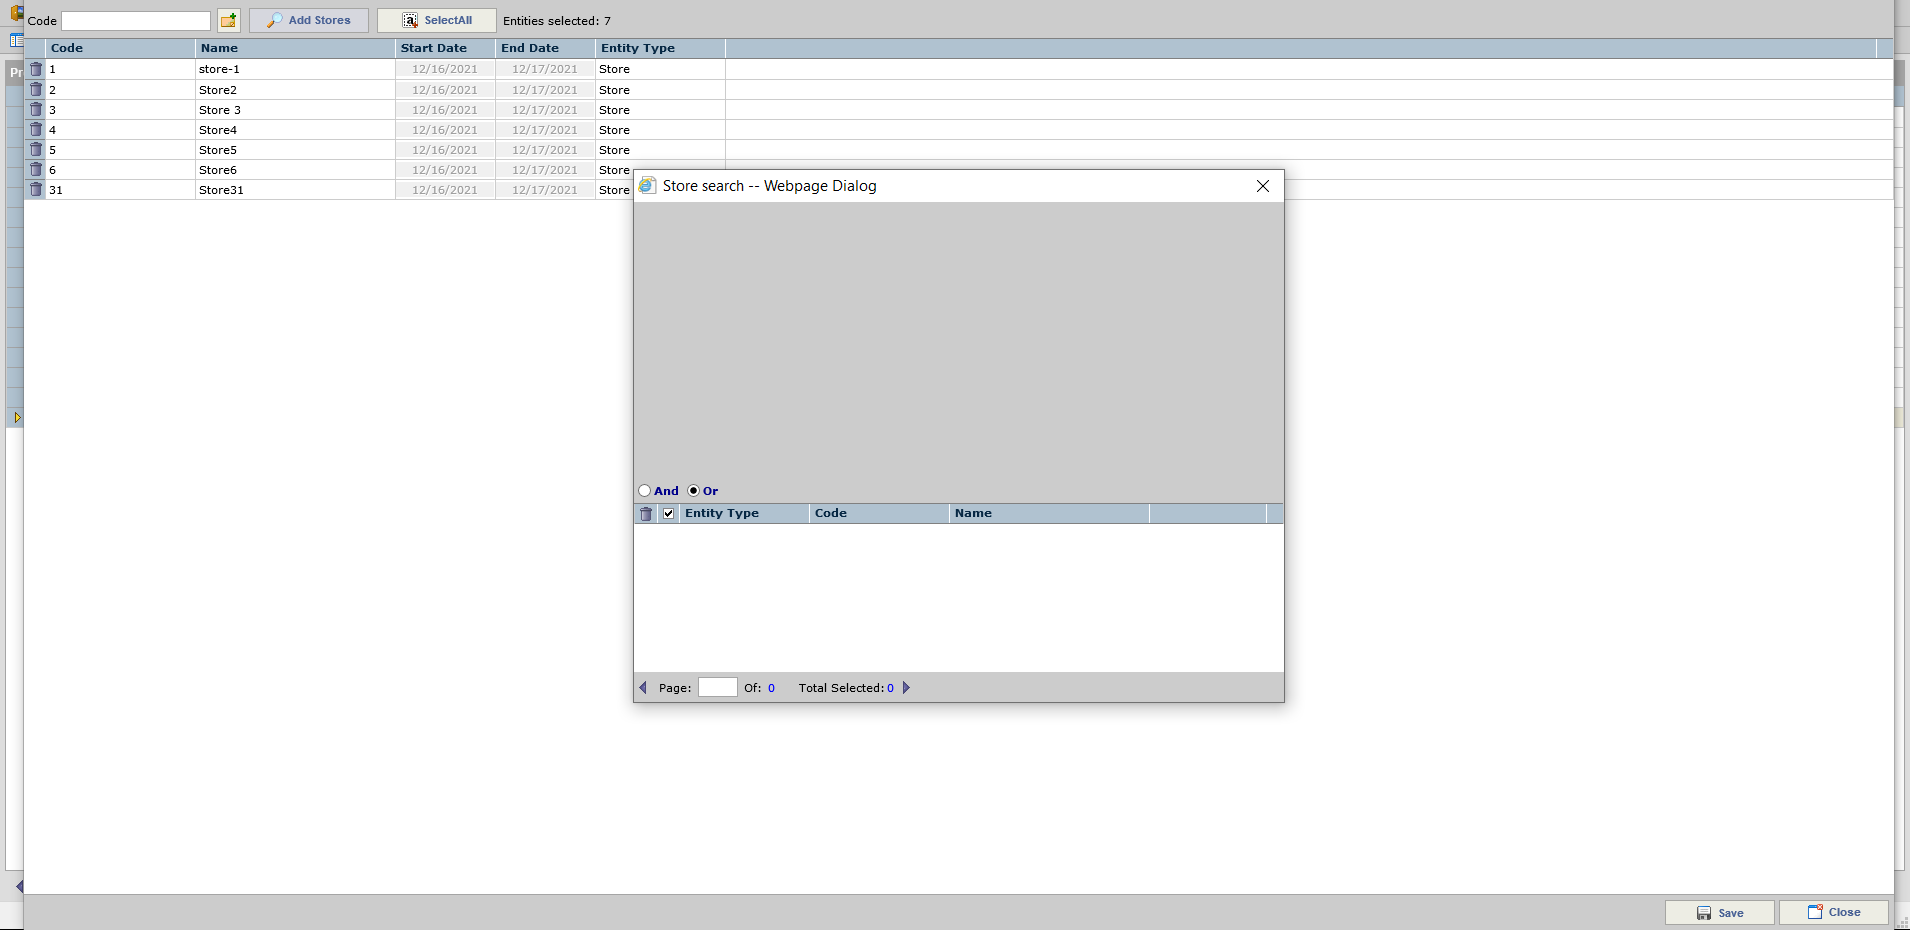 Code Add Stores SelectAll Entities selected: 7
Code Name Start Date End Date Entity Type
1 store-1 12/16/2021 12/17/2021 Store
2 Store2 12/16/2021 12/17/2021 Store
3 Store 3 12/16/2021 12/17/2021 Store
4 Store4 12/16/2021 12/17/2021 Store
5 Store5 12/16/2021 12/17/2021 Store
6 Store6 12/16/2021 12/17/2021 Store
31 Store31 12/16/2021 12/17/2021 Store
Store search -- Webpage Dialog
And Or
Entity Type Code Name
Page: Of: 0 Total Selected: 0
Save Close
Pr